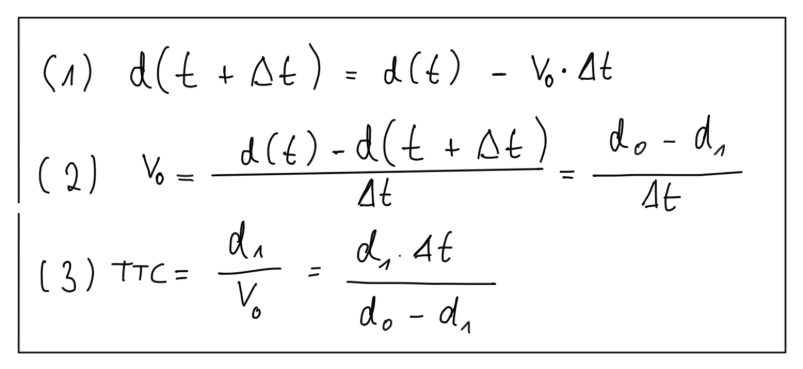 (1) d(t + Δt) = d(t) - V₀ · Δt
(2) V₀ = (d(t) - d(t + Δt)) / Δt = (d₀ - d₁) / Δt
(3) TTC = d₁ / V₀ = (d₁ · Δt) / (d₀ - d₁)